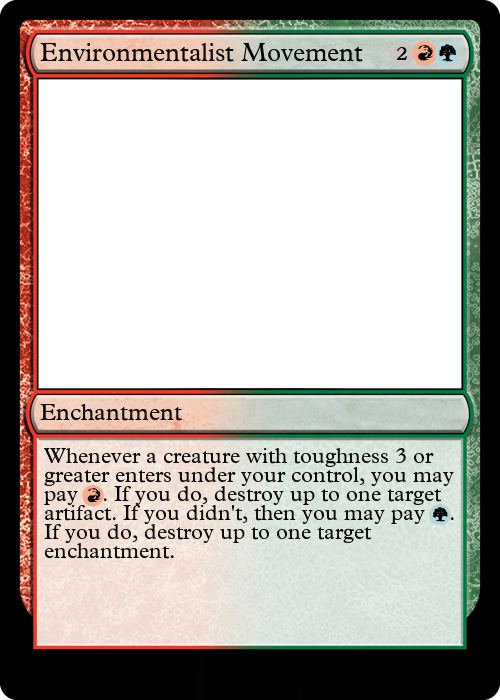 Environmentalist Movement 2
Enchantment
Whenever a creature with toughness 3 or
greater enters under your control, you may
pay . If you do, destroy up to one target
artifact. If you didn't, then you may pay .
If you do, destroy up to one target
enchantment.